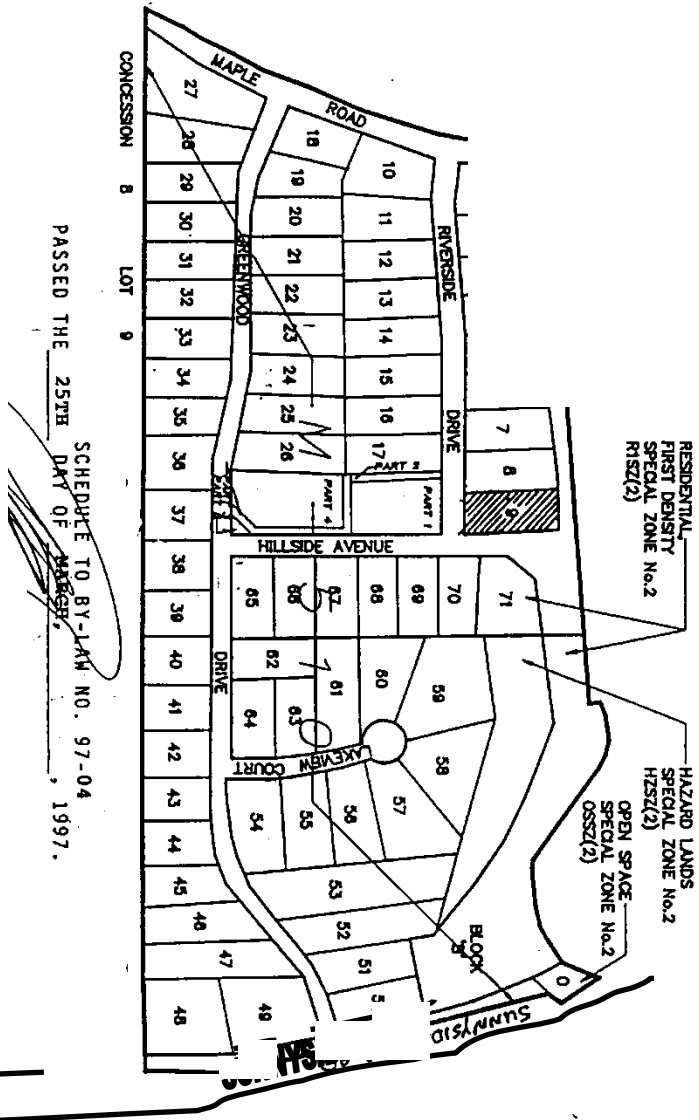 MAPLE ROAD
CONCESSION 8 LOT 9
RIVERSIDE DRIVE
GREENWOOD DRIVE
HILLSIDE AVENUE
LAKEVIEW COURT
RESIDENTIAL
FIRST DENSITY
SPECIAL ZONE No.2
R1SZ(2)
HAZARD LANDS
SPECIAL ZONE No.2
HZSZ(2)
OPEN SPACE
SPECIAL ZONE No.2
OSSZ(2)
7
8
9
10
11
12
13
14
15
16
17
18
19
20
21
22
23
24
25
26
PART 1
PART 2
PART 4
27
28
29
30
31
32
33
34
35
36
37
38
39
40
41
42
43
44
45
46
47
48
49
5
51
52
53
54
55
56
57
58
59
60
61
62
63
64
65
66
67
68
69
70
71
BLOCK
"B"
O
SUNNYSID
SCHEDULE TO BY-LAW NO. 97-04
PASSED THE 25TH DAY OF MARCH, 1997.